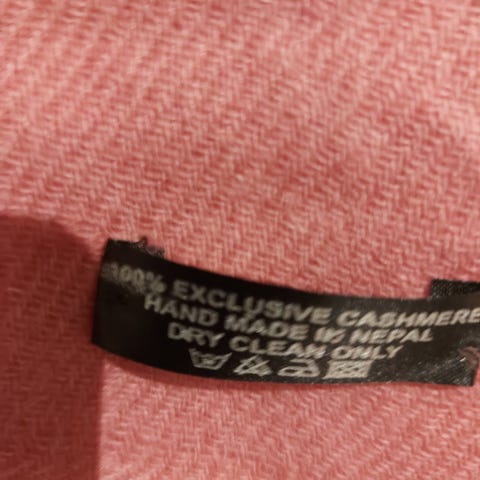 100% EXCLUSIVE CASHMERE
HAND MADE IN NEPAL
DRY CLEAN ONLY